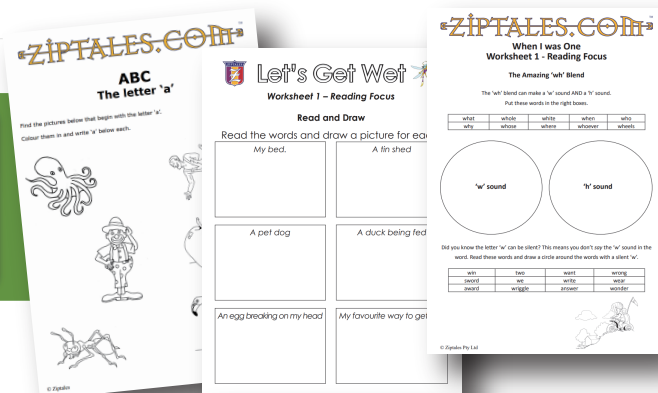 ZIPTALES.COM™
ABC
The letter 'a'
Find the pictures below that begin with the letter 'a'.
Colour them in and write 'a' below each.
© Ziptales
Let's Get Wet
Worksheet 1 – Reading Focus
Read and Draw
Read the words and draw a picture for eac
My bed.
A tin shed
A pet dog
A duck being fed
An egg breaking on my head
My favourite way to get
ZIPTALES.COM™
When I was One
Worksheet 1 - Reading Focus
The Amazing 'wh' Blend
The 'wh' blend can make a 'w' sound AND a 'h' sound.
Put these words in the right boxes.
what whole white when who
why whose where whoever wheels
'w' sound
'h' sound
Did you know the letter 'w' can be silent? This means you don't say the 'w' sound in the
word. Read these words and draw a circle around the words with a silent 'w'.
win two want wrong
sword we write wear
award wriggle answer wonder
© Ziptales Pty Ltd